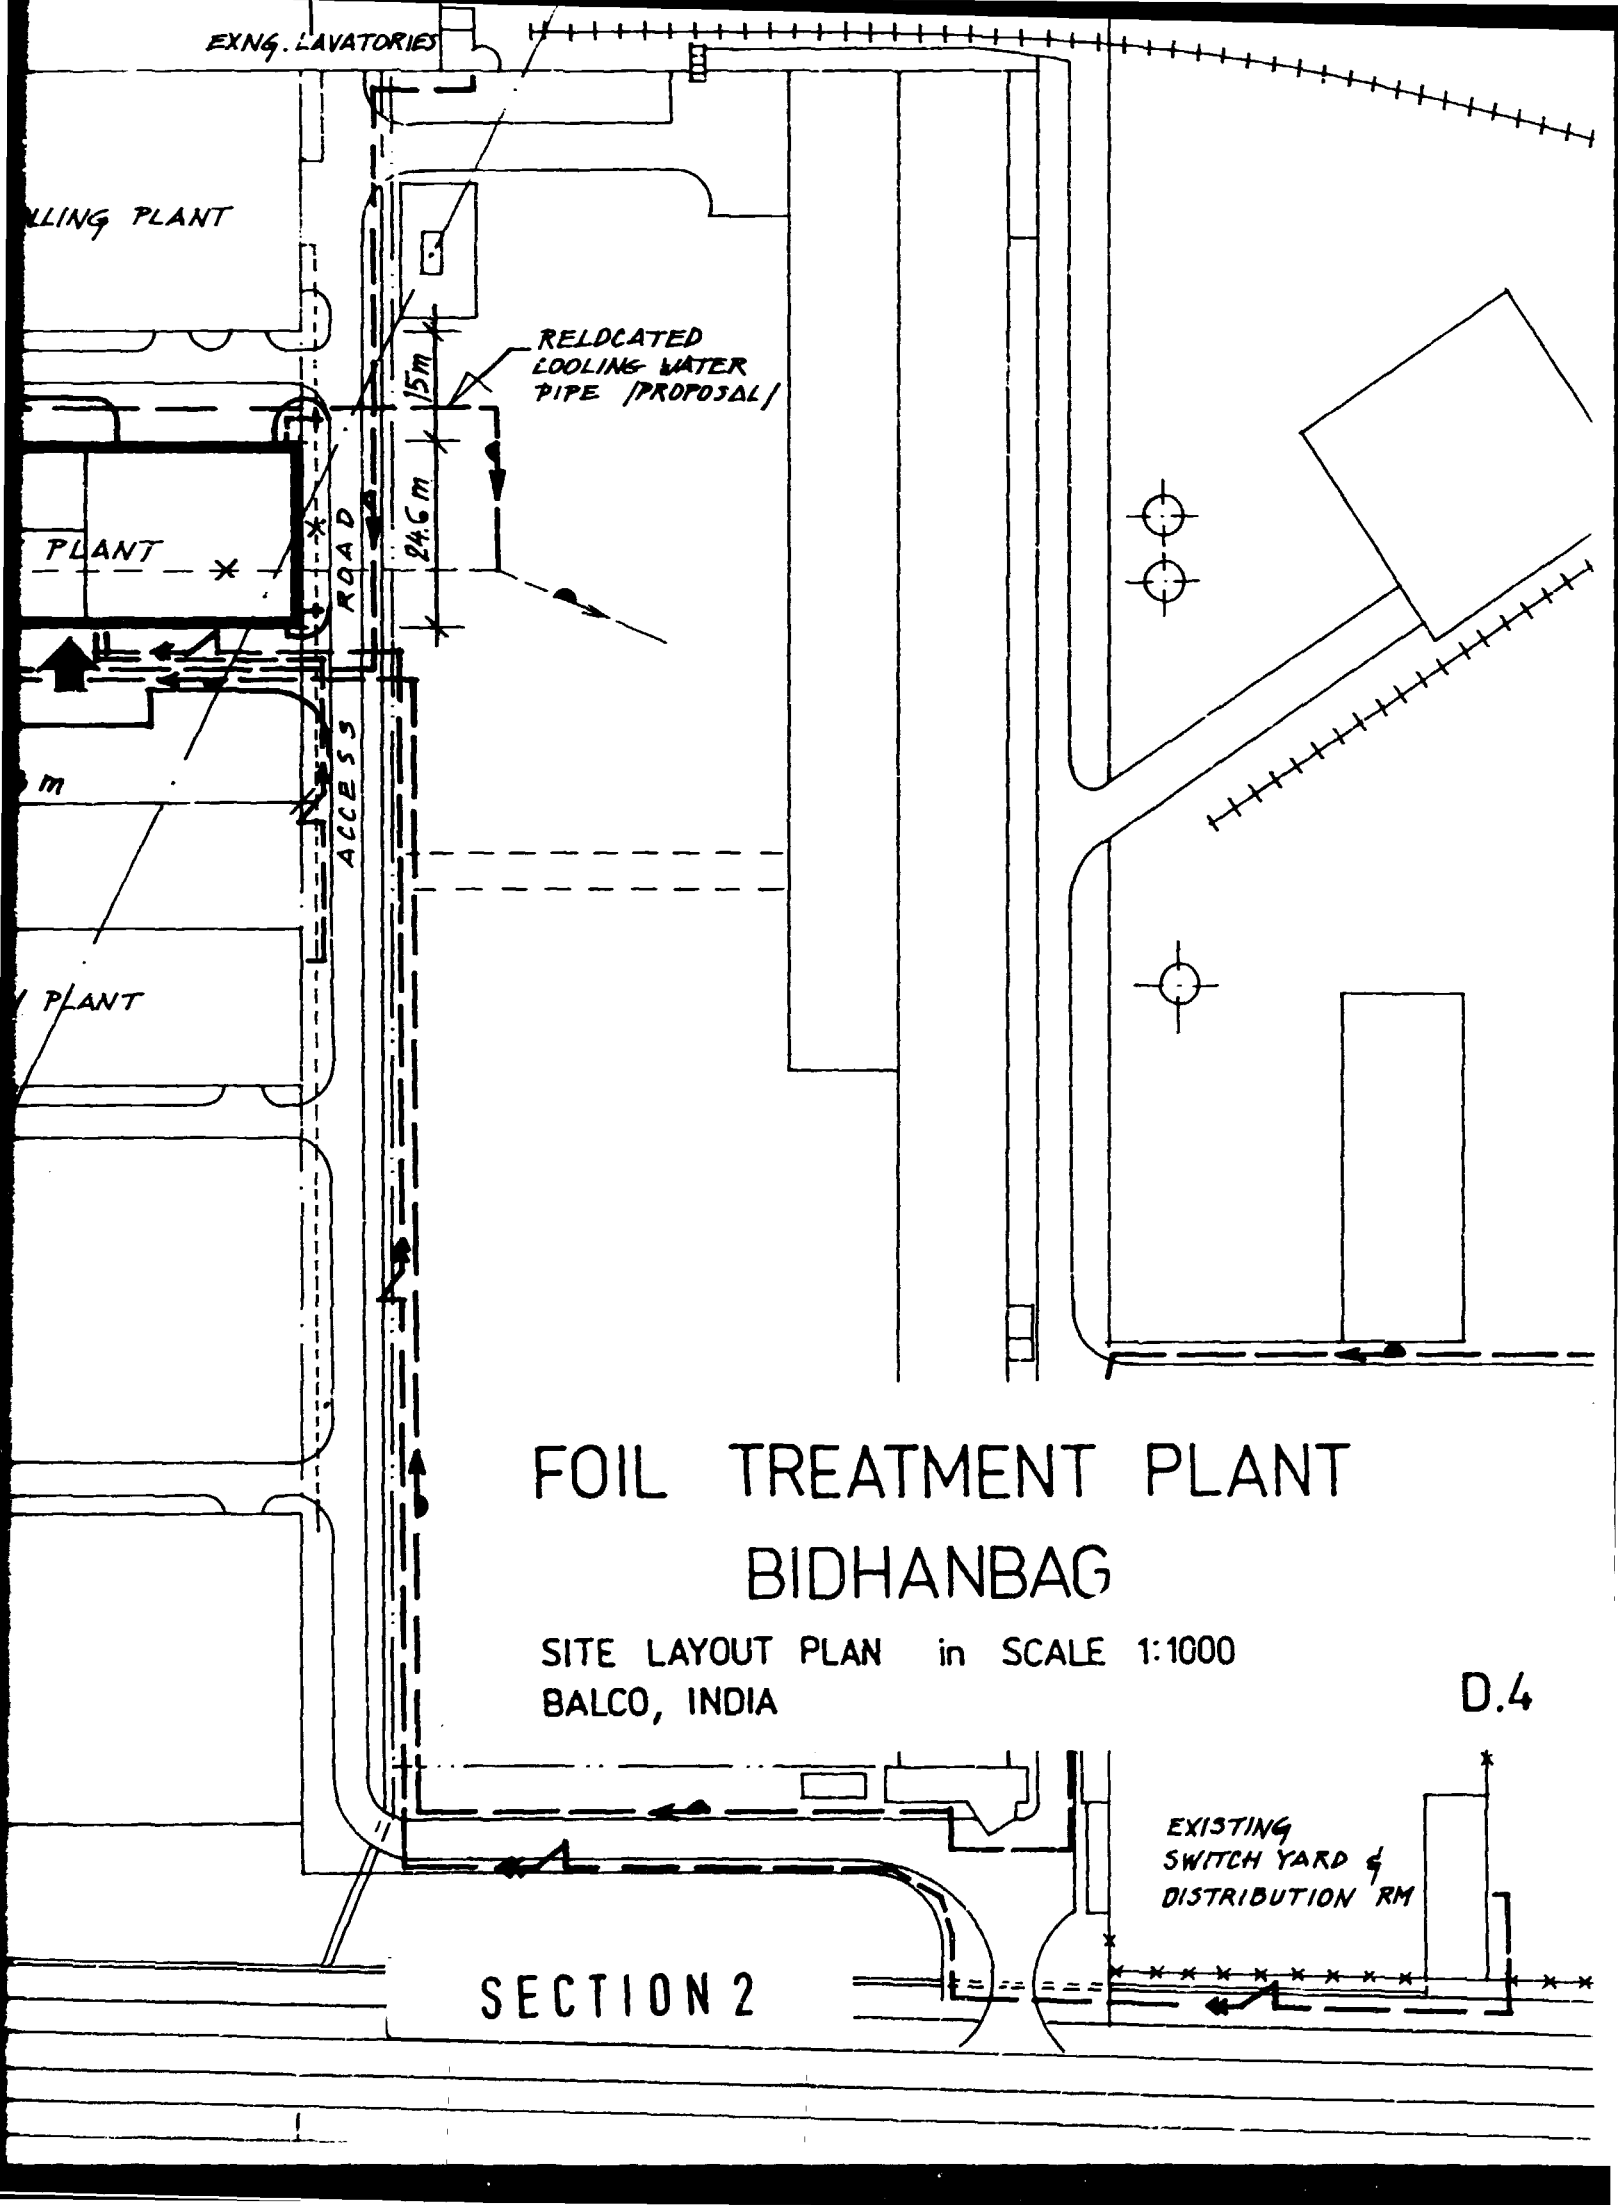 EXNG. LAVATORIES
LLING PLANT
RELOCATED
COOLING WATER
PIPE /PROPOSAL/
15m
24.6 m
PLANT
ACCESS ROAD
m
PLANT
FOIL TREATMENT PLANT
BIDHANBAG
SITE LAYOUT PLAN in SCALE 1:1000
BALCO, INDIA
D.4
EXISTING
SWITCH YARD &
DISTRIBUTION RM
SECTION 2